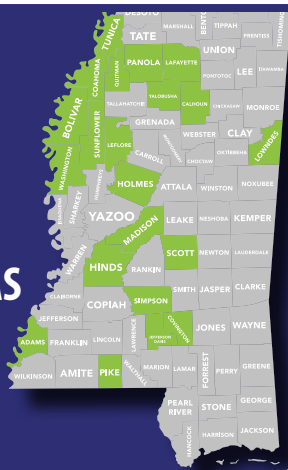 DESOTO
MARSHALL
BENT
TIPPAH
TUNICA
TATE
PRENTISS
UNION
PANOLA
LAFAYETTE
COAHOMA
QUITMAN
PONTOTOC
LEE
ITAWAMBA
YALOBUSHA
CALHOUN
CHICKASAW
MONROE
TALLAHATCHIE
BOLIVAR
SUNFLOWER
GRENADA
WEBSTER
CLAY
LEFLORE
MONTGOMERY
OKTIBBEHA
LOWNDES
WASHINGTON
CARROLL
CHOCTAW
HUMPHREYS
HOLMES
ATTALA
WINSTON
NOXUBEE
SHARKEY
YAZOO
MADISON
LEAKE
NESHOBA
KEMPER
WARREN
SCOTT
NEWTON
LAUDERDALE
HINDS
RANKIN
AS
SMITH
JASPER
CLARKE
CLAIBORNE
COPIAH
SIMPSON
JEFFERSON
COVINGTON
JONES
WAYNE
ADAMS
FRANKLIN
LINCOLN
LAWRENCE
JEFFERSON DAVIS
WILKINSON
AMITE
PIKE
WALTHALL
MARION
LAMAR
FORREST
PERRY
GREENE
PEARL
RIVER
STONE
GEORGE
HANCOCK
HARRISON
JACKSON